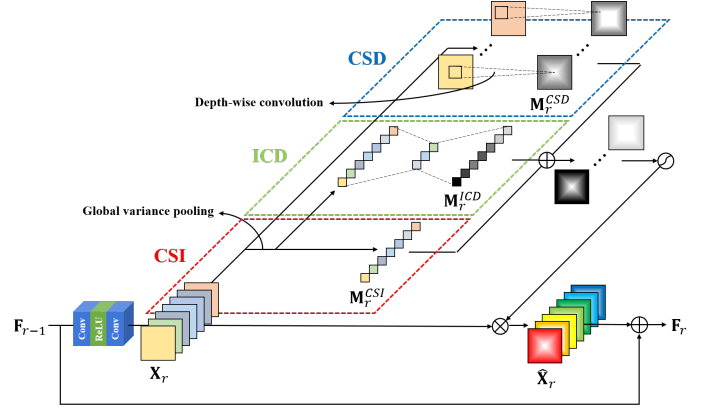 CSD
Depth-wise convolution
M_r^{CSD}
ICD
M_r^{ICD}
Global variance pooling
CSI
M_r^{CSI}
F_{r−1}
Conv
ReLU
Conv
X_r
X̂_r
F_r